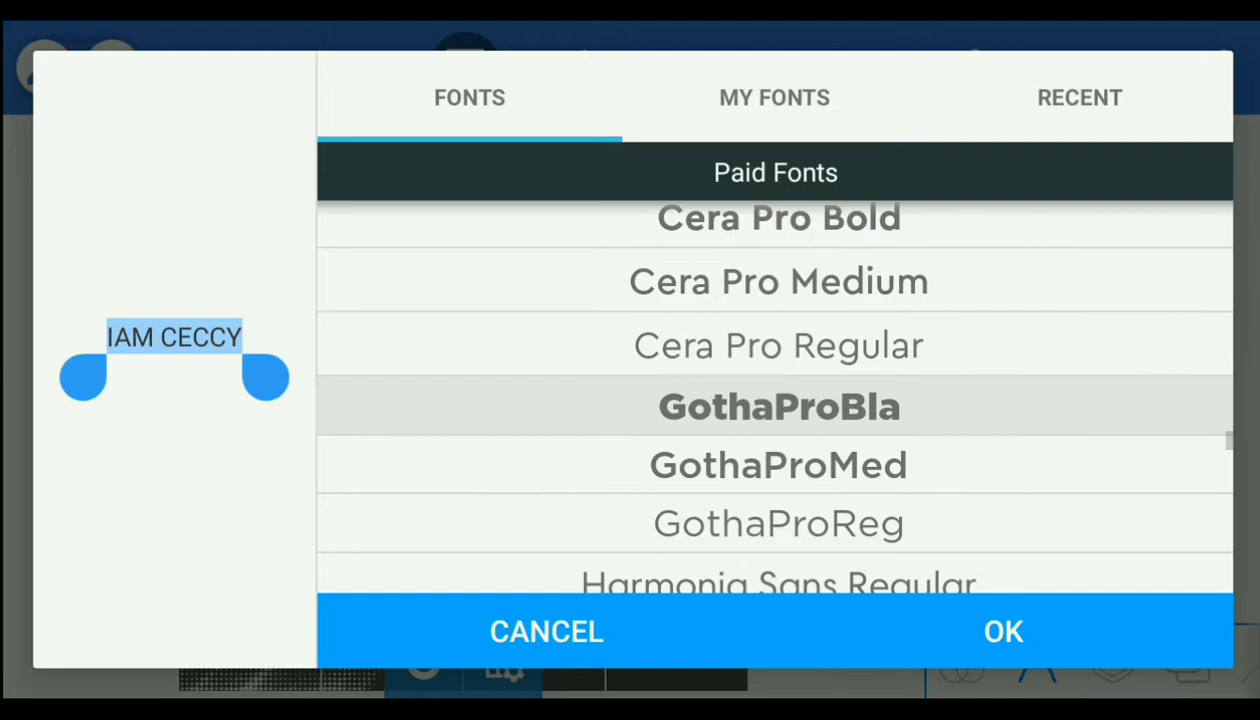 FONTS
MY FONTS
RECENT
Paid Fonts
Cera Pro Bold
Cera Pro Medium
IAM CECCY
Cera Pro Regular
GothaProBla
GothaProMed
GothaProReg
Harmonia Sans Regular
CANCEL
OK